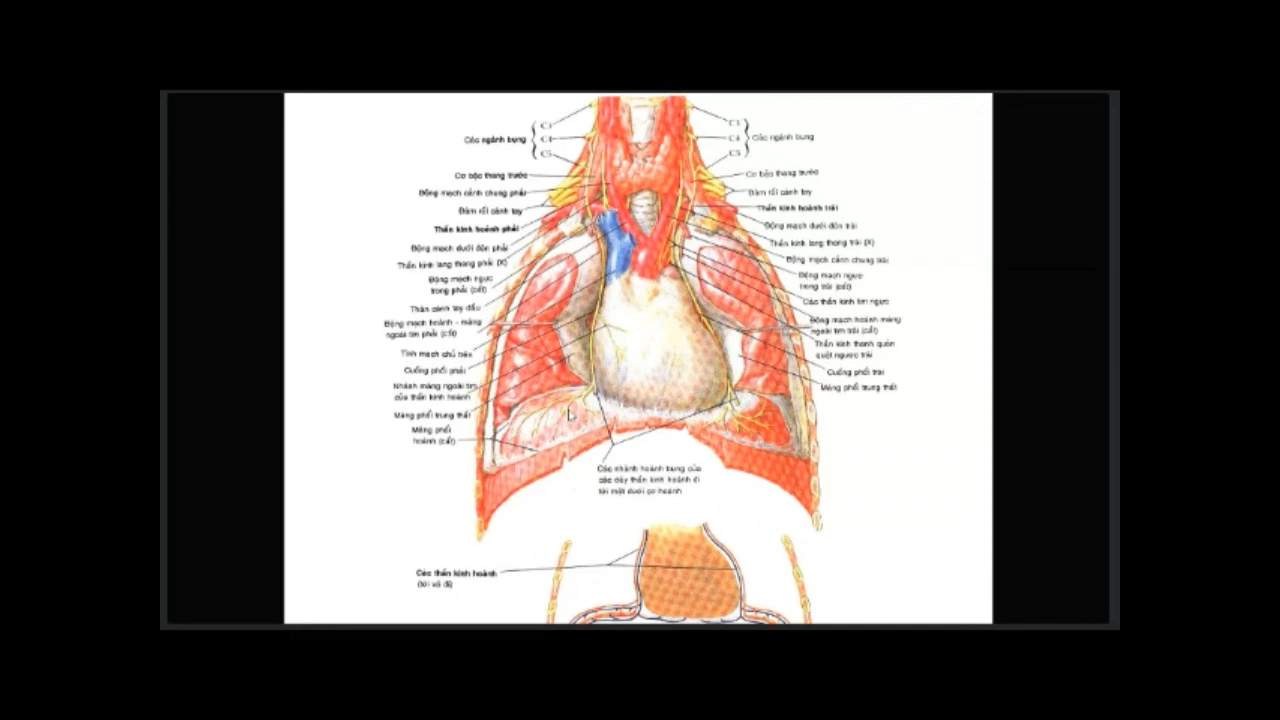 C3
Các ngành bụng
C4
C5
Cơ bậc thang trước
Động mạch cảnh chung phải
Đám rối cánh tay
Thần kinh hoành phải
Động mạch dưới đòn phải
Thần kinh lang thang phải (X)
Động mạch ngực
trong phải (cắt)
Thân cánh tay đầu
Động mạch hoành - màng
ngoài tim phải (cắt)
Tĩnh mạch chủ trên
Cuống phổi phải
Nhánh màng ngoài tim
của thần kinh hoành
Màng phổi trung thất
Màng phổi
hoành (cắt)
C3
C4
Các ngành bụng
C5
Cơ bậc thang trước
Đám rối cánh tay
Thần kinh hoành trái
Động mạch dưới đòn trái
Thần kinh lang thang trái (X)
Động mạch cảnh chung trái
Động mạch ngực
trong trái (cắt)
Các thần kinh tim ngực
Động mạch hoành màng
ngoài tim trái (cắt)
Thần kinh thanh quản
quặt ngược trái
Cuống phổi trái
Màng phổi trung thất
Các nhánh hoành bụng của
các dây thần kinh hoành đi
tới mặt dưới cơ hoành
Các thần kinh hoành
(tới và đi)